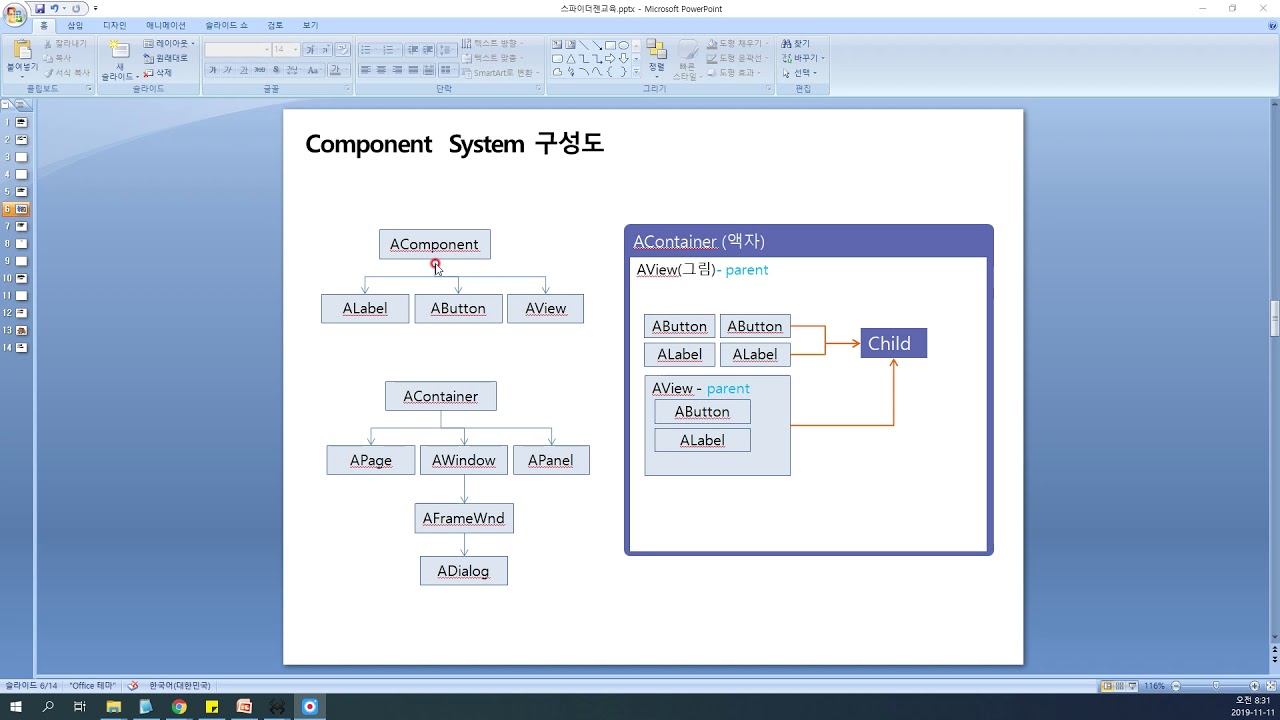 스파이더젠교육.pptx - Microsoft PowerPoint
홈 삽입 디자인 애니메이션 슬라이드 쇼 검토 보기
붙여넣기
잘라내기
복사
서식 복사
클립보드
새 슬라이드
레이아웃
원래대로
삭제
슬라이드
14
글꼴
텍스트 방향
텍스트 맞춤
SmartArt로 변환
단락
정렬
빠른 스타일
도형 채우기
도형 윤곽선
도형 효과
그리기
찾기
바꾸기
선택
편집
1
2
3
4
5
6
7
8
9
10
11
12
13
14
Component System 구성도
AComponent
ALabel AButton AView
AContainer
APage AWindow APanel
AFrameWnd
ADialog
AContainer (액자)
AView(그림)- parent
AButton AButton
ALabel ALabel
Child
AView - parent
AButton
ALabel
슬라이드 6/14 "Office 테마" 한국어(대한민국) 116%
오전 8:31
2019-11-11